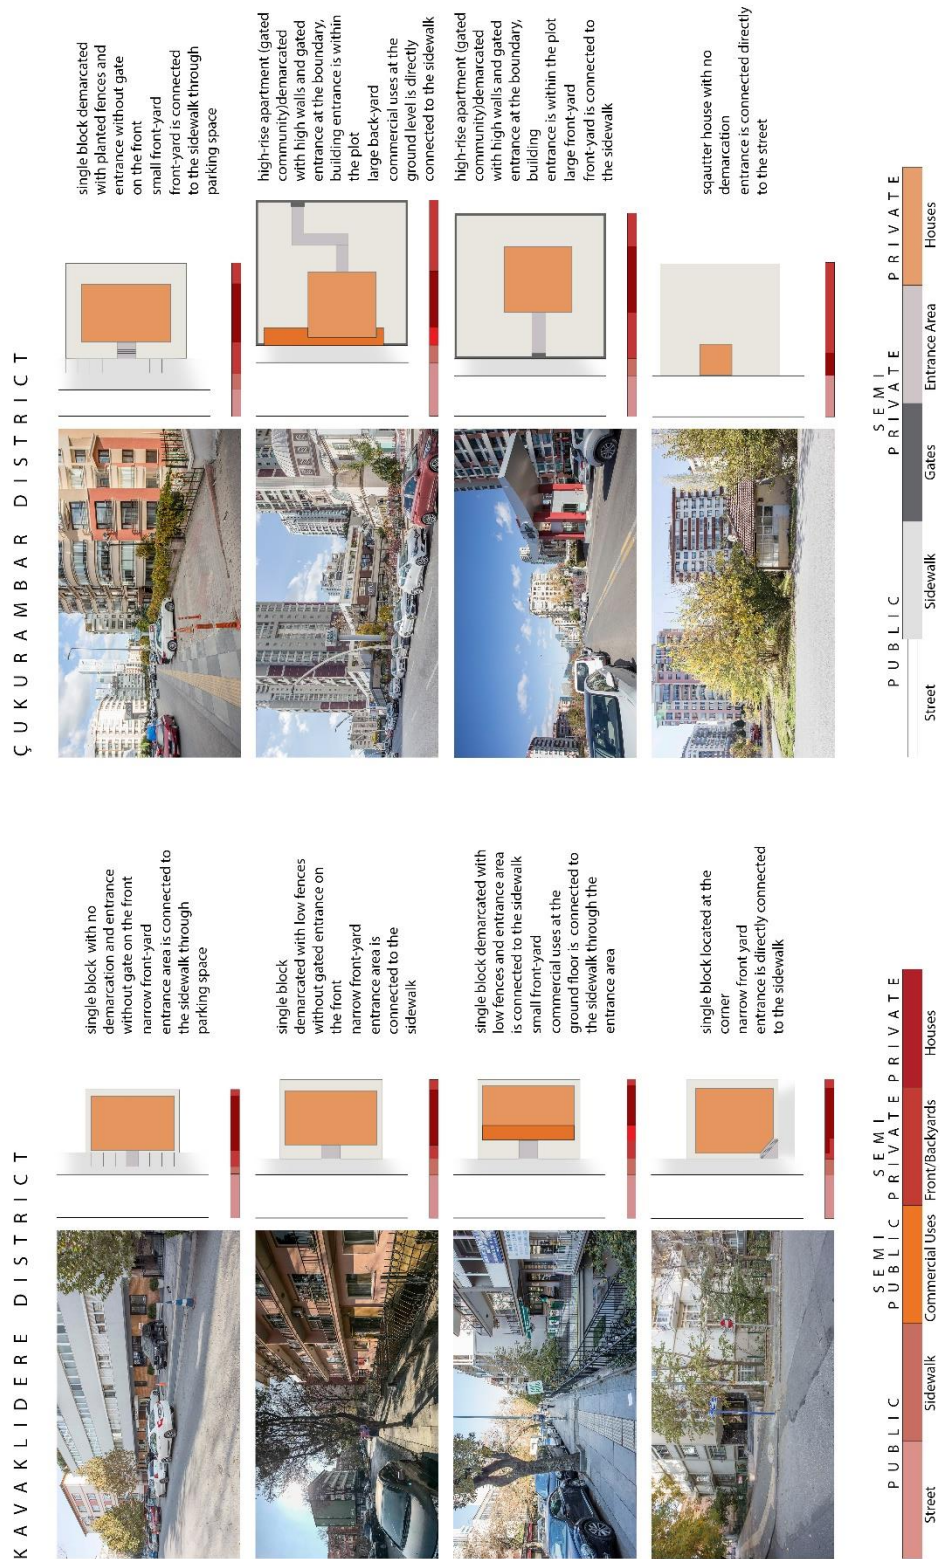 KAVAKLIDERE DISTRICT
single block with no
demarcation and entrance
without gate on the front
narrow front-yard
entrance area is connected to
the sidewalk through
parking space
single block
demarcated with low fences
without gated entrance on
the front
narrow front-yard
entrance area is
connected to the
sidewalk
single block demarcated with
low fences and entrance area
is connected to the sidewalk
small front-yard
commercial uses at the
ground floor is connected to
the sidewalk through the
entrance area
single block located at the
corner
narrow front yard
entrance is directly connected
to the sidewalk
PUBLIC
SEMI
PUBLIC
SEMI
PRIVATE
PRIVATE
Street
Sidewalk
Commercial Uses
Front/Backyards
Houses
ÇUKURAMBAR DISTRICT
single block demarcated
with planted fences and
entrance without gate
on the front
small front-yard
front-yard is connected
to the sidewalk through
parking space
high-rise apartment (gated
community)demarcated
with high walls and gated
entrance at the boundary,
building entrance is within
the plot
large back-yard
commercial uses at the
ground level is directly
connected to the sidewalk
high-rise apartment (gated
community)demarcated
with high walls and gated
entrance at the boundary,
building
entrance is within the plot
large front-yard
front-yard is connected to
the sidewalk
sqautter house with no
demarcation
entrance is connected directly
to the street
PUBLIC
SEMI
PRIVATE
PRIVATE
Street
Sidewalk
Gates
Entrance Area
Houses